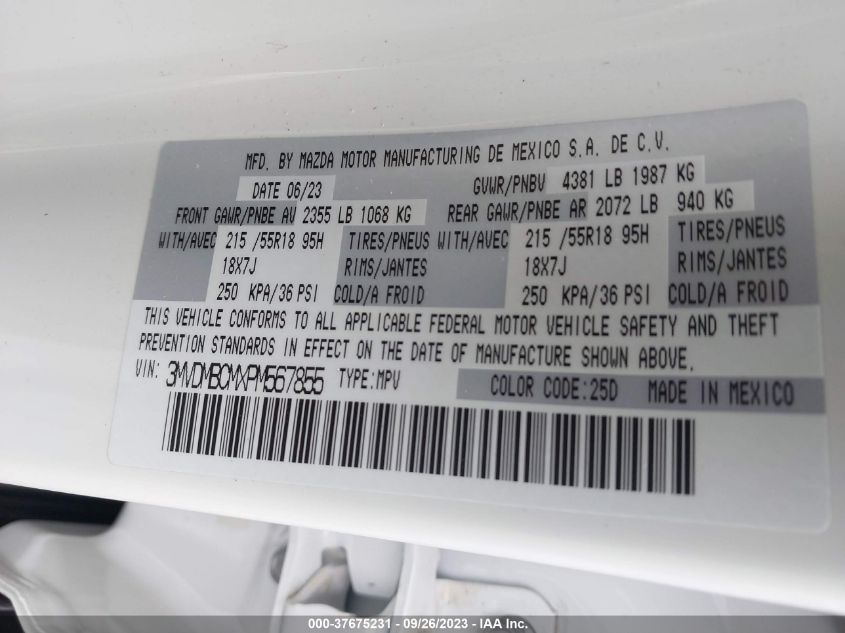 MFD. BY MAZDA MOTOR MANUFACTURING DE MEXICO S.A. DE C.V.
DATE 06/23 GVWR/PNBV 4381 LB 1987 KG
FRONT GAWR/PNBE AV 2355 LB 1068 KG REAR GAWR/PNBE AR 2072 LB 940 KG
WITH/AVEC 215 /55R18 95H TIRES/PNEUS WITH/AVEC 215 /55R18 95H TIRES/PNEUS
18X7J RIMS/JANTES 18X7J RIMS/JANTES
250 KPA/36 PSI COLD/A FROID 250 KPA/36 PSI COLD/A FROID
THIS VEHICLE CONFORMS TO ALL APPLICABLE FEDERAL MOTOR VEHICLE SAFETY AND THEFT
PREVENTION STANDARDS IN EFFECT ON THE DATE OF MANUFACTURE SHOWN ABOVE.
VIN: 3MVDMBCMXPM567855 TYPE:MPV COLOR CODE:25D MADE IN MEXICO
000-37675231 - 09/26/2023 - IAA Inc.